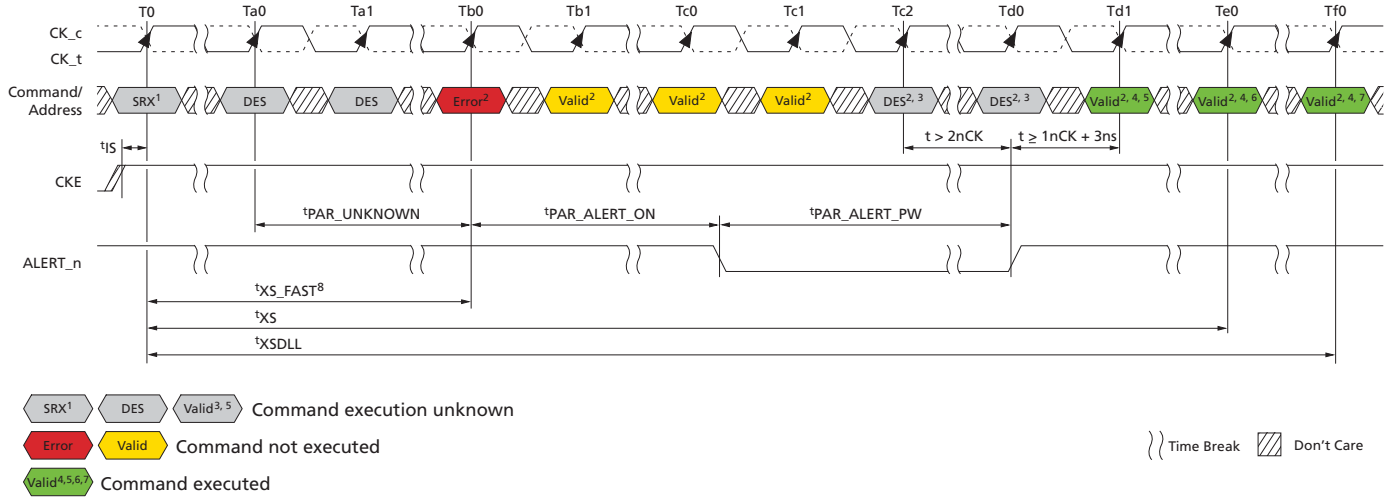 T0 Ta0 Ta1 Tb0 Tb1 Tc0 Tc1 Tc2 Td0 Td1 Te0 Tf0
CK_c
CK_t
Command/
Address
SRX¹ DES DES Error² Valid² Valid² Valid² DES²,³ DES²,³ Valid²,⁴,⁵ Valid²,⁴,⁶ Valid²,⁴,⁷
t > 2nCK t ≥ 1nCK + 3ns
ᵗIS
CKE
ᵗPAR_UNKNOWN ᵗPAR_ALERT_ON ᵗPAR_ALERT_PW
ALERT_n
ᵗXS_FAST⁸
ᵗXS
ᵗXSDLL
SRX¹ DES Valid³,⁵ Command execution unknown
Error Valid Command not executed
Valid⁴,⁵,⁶,⁷ Command executed
Time Break Don't Care